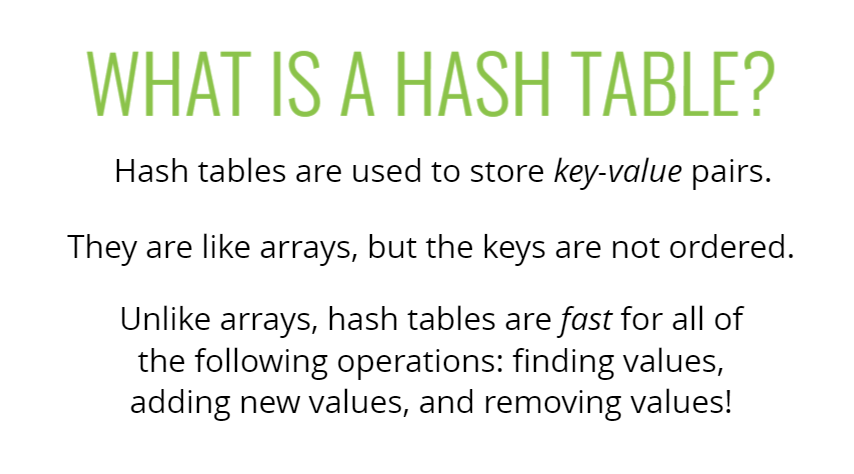 WHAT IS A HASH TABLE?
Hash tables are used to store key-value pairs.
They are like arrays, but the keys are not ordered.
Unlike arrays, hash tables are fast for all of
the following operations: finding values,
adding new values, and removing values!